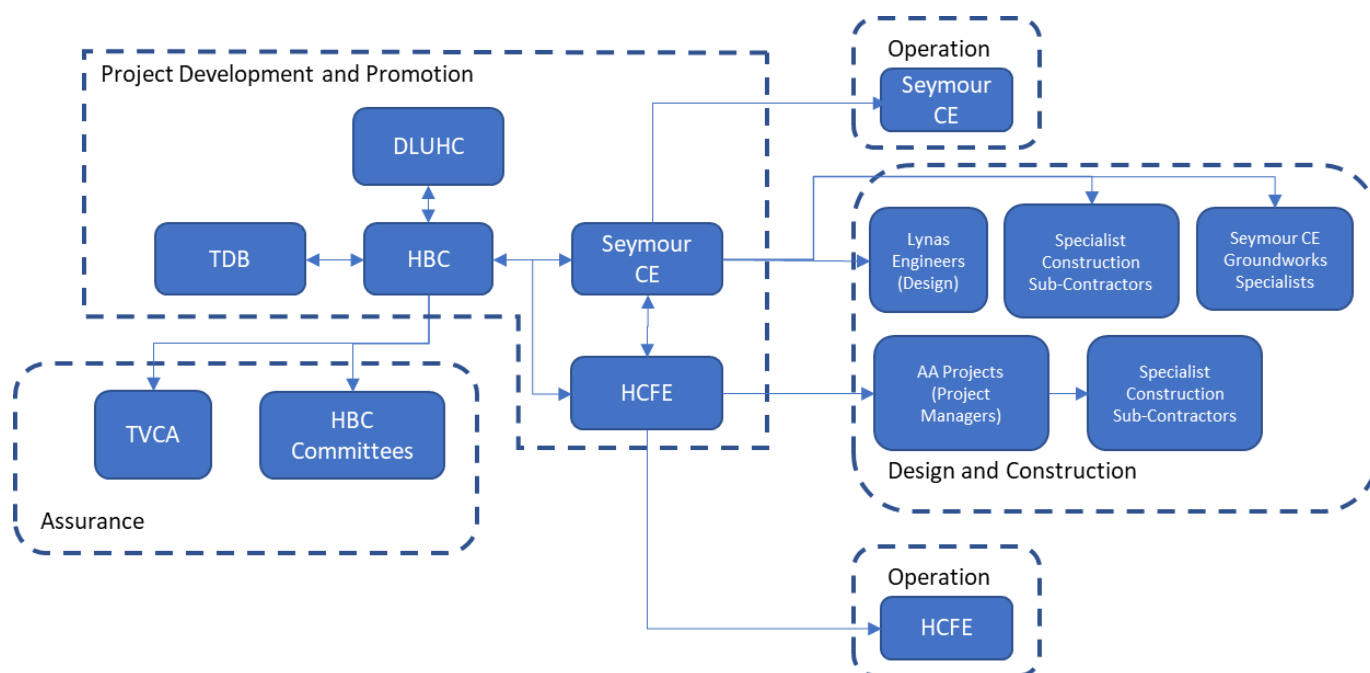 Operation
Seymour
CE
Project Development and Promotion
DLUHC
TDB
HBC
Seymour
CE
HCFE
Lynas
Engineers
(Design)
Specialist
Construction
Sub-Contractors
Seymour CE
Groundworks
Specialists
AA Projects
(Project
Managers)
Specialist
Construction
Sub-Contractors
Design and Construction
TVCA
HBC
Committees
Assurance
Operation
HCFE